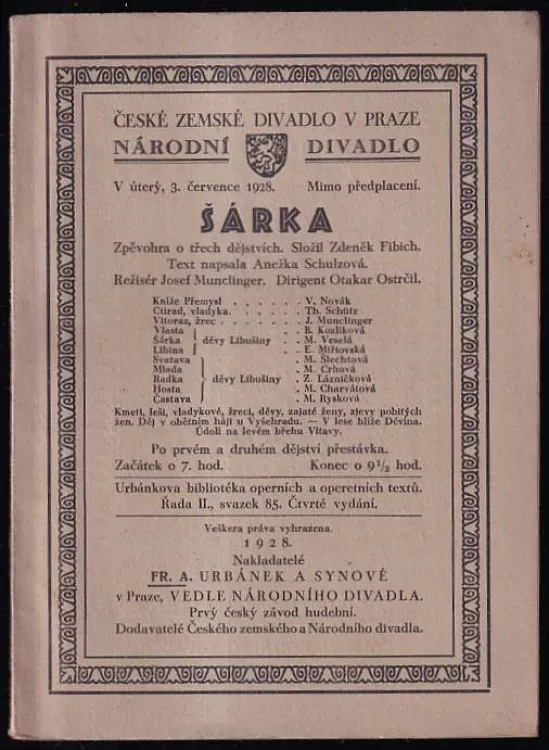 ČESKÉ ZEMSKÉ DIVADLO V PRAZE
NÁRODNÍ DIVADLO
V úterý, 3. července 1928. Mimo předplacení.
ŠÁRKA
Zpěvohra o třech dějstvích. Složil Zdeněk Fibich.
Text napsala Anežka Schulzová.
Režisér Josef Munclinger. Dirigent Otakar Ostrčil.
Kníže Přemysl . . . . . . V. Novák
Ctirad, vladyka. . . . . . Th. Schütz
Vitoraz, žrec . . . . . . . J. Munclinger
Vlasta } . . B. Kozlíková
Šárka } děvy Libušiny . . M. Veselá
Libina } . . E. Miřiovská
Svatava } . M. Šlechtová
Mlada } . M. Crhová
Radka } děvy Libušiny . Z. Lázničková
Hosta } . M. Charvátová
Častava } . M. Rysková
Kmeti, leši, vladykové, žreci, děvy, zajaté ženy, zjevy pobitých
žen. Děj v obětním háji u Vyšehradu. — V lese blíže Děvína.
Údolí na levém břehu Vltavy.
Po prvém a druhém dějství přestávka.
Začátek o 7. hod. Konec o 9½ hod.
Urbánkova bibliotéka operních a operetních textů.
Řada II., svazek 85. Čtvrté vydání.
Veškera práva vyhrazena.
1928.
Nakladatelé
FR. A. URBÁNEK A SYNOVÉ
v Praze, VEDLE NÁRODNÍHO DIVADLA.
Prvý český závod hudební.
Dodavatelé Českého zemského a Národního divadla.